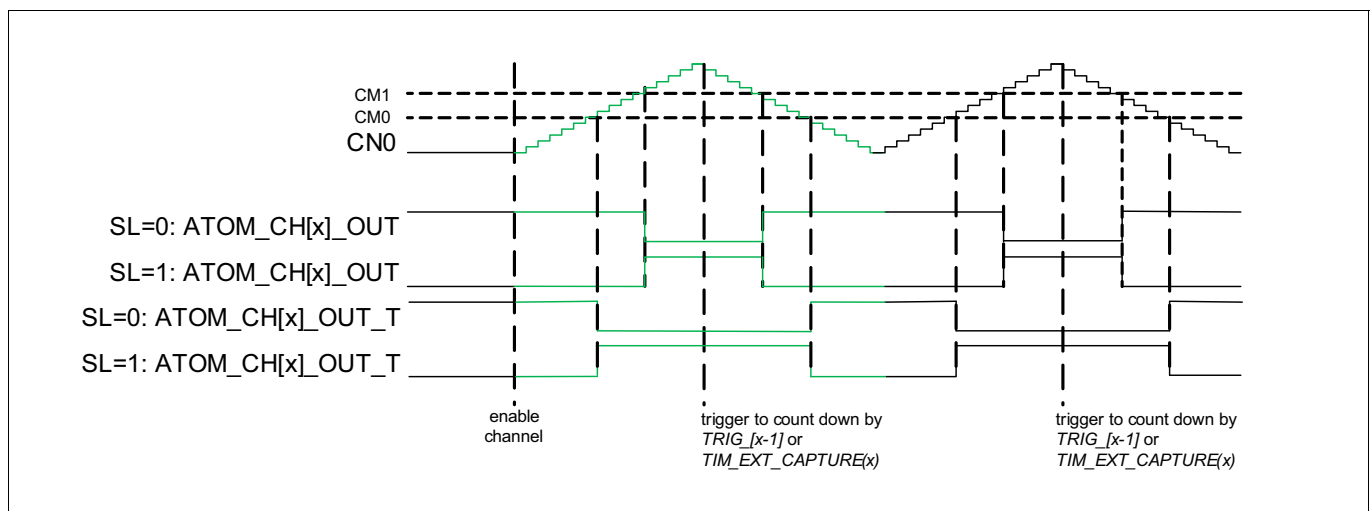 CM1
CM0
CN0
SL=0: ATOM_CH[x]_OUT
SL=1: ATOM_CH[x]_OUT
SL=0: ATOM_CH[x]_OUT_T
SL=1: ATOM_CH[x]_OUT_T
enable
channel
trigger to count down by
TRIG_[x-1] or
TIM_EXT_CAPTURE(x)
trigger to count down by
TRIG_[x-1] or
TIM_EXT_CAPTURE(x)